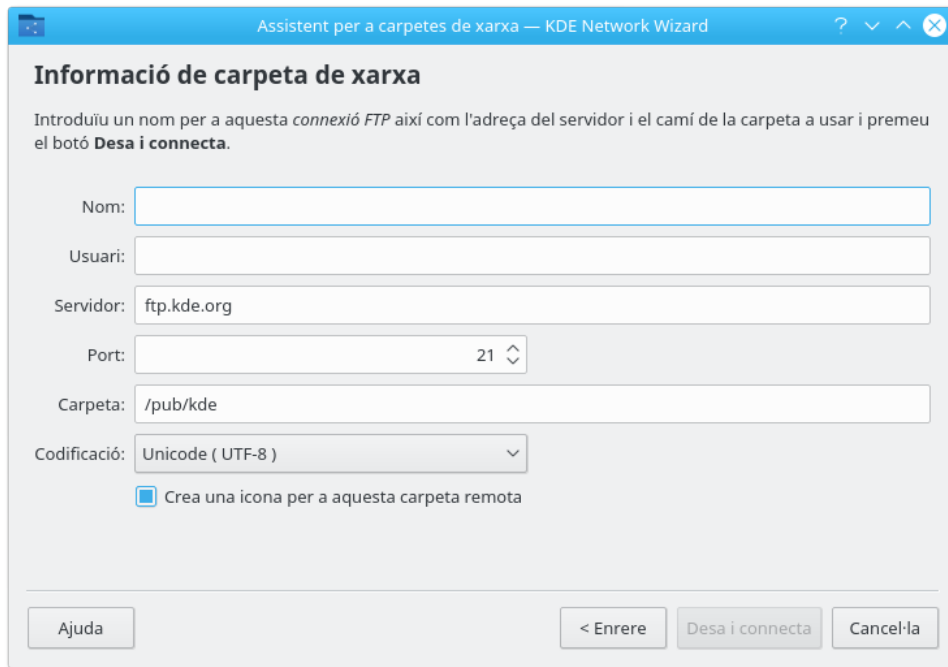 Assistent per a carpetes de xarxa — KDE Network Wizard
Informació de carpeta de xarxa
Introduïu un nom per a aquesta connexió FTP així com l'adreça del servidor i el camí de la carpeta a usar i premeu
el botó Desa i connecta.
Nom:
Usuari:
Servidor: ftp.kde.org
Port: 21
Carpeta: /pub/kde
Codificació: Unicode ( UTF-8 )
Crea una icona per a aquesta carpeta remota
Ajuda < Enrere Desa i connecta Cancel·la